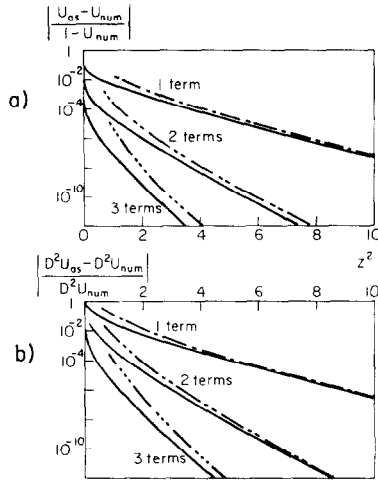 |U_as - U_num|
|1 - U_num|
a)
1
10^-2
10^-4
10^-10
1 term
2 terms
3 terms
0 2 4 6 8 10
z^2
|D^2U_as - D^2U_num|
|D^2U_num|
2 4 6 8 10
b)
1
10^-2
10^-4
10^-10
1 term
2 terms
3 terms